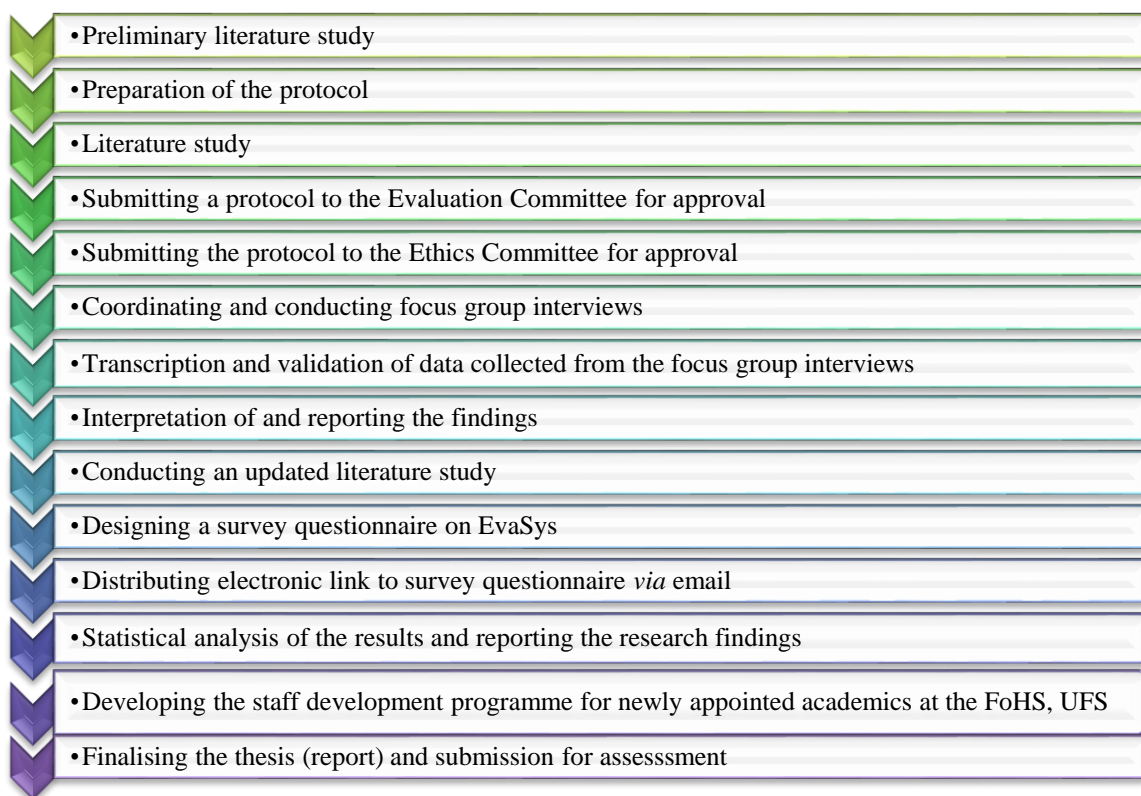 •Preliminary literature study
•Preparation of the protocol
•Literature study
•Submitting a protocol to the Evaluation Committee for approval
•Submitting the protocol to the Ethics Committee for approval
•Coordinating and conducting focus group interviews
•Transcription and validation of data collected from the focus group interviews
•Interpretation of and reporting the findings
•Conducting an updated literature study
•Designing a survey questionnaire on EvaSys
•Distributing electronic link to survey questionnaire via email
•Statistical analysis of the results and reporting the research findings
•Developing the staff development programme for newly appointed academics at the FoHS, UFS
•Finalising the thesis (report) and submission for assesssment